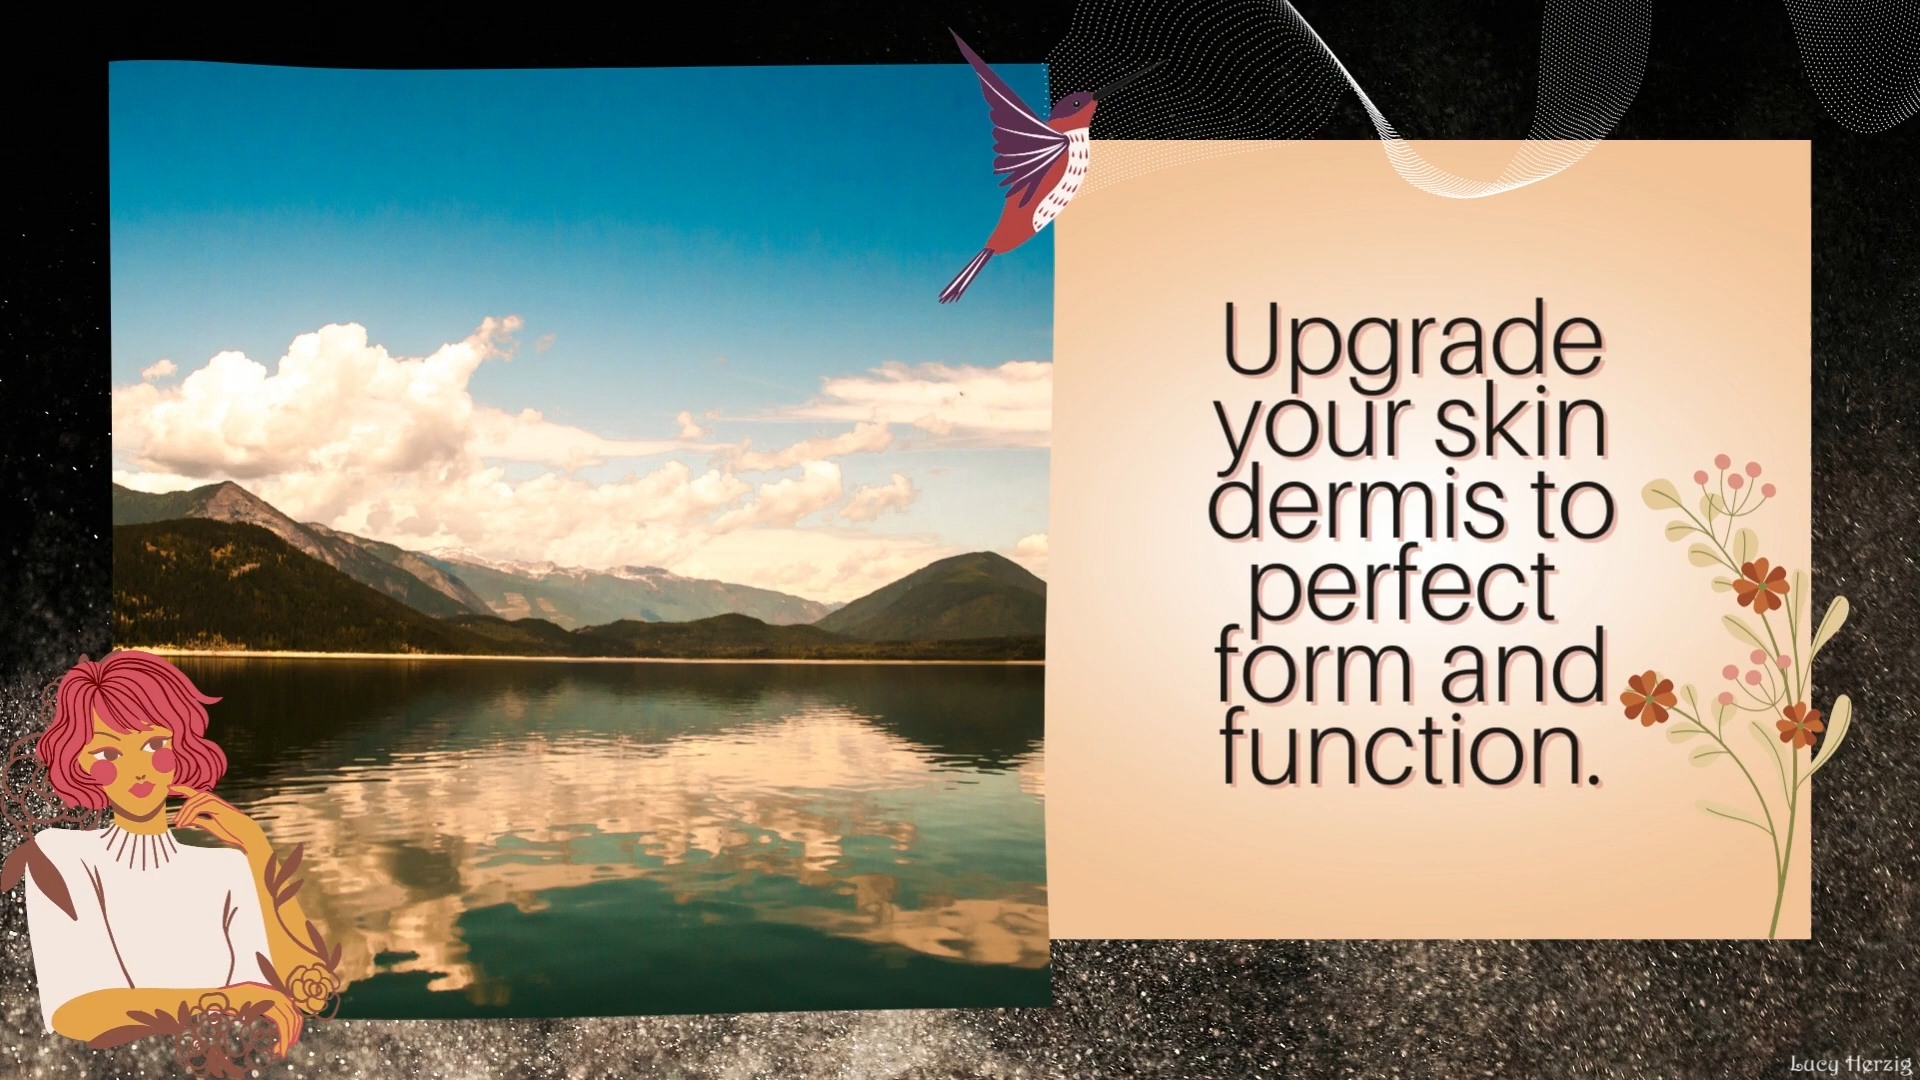 Upgrade
your skin
dermis to
perfect
form and
function.
Lucy Herzig